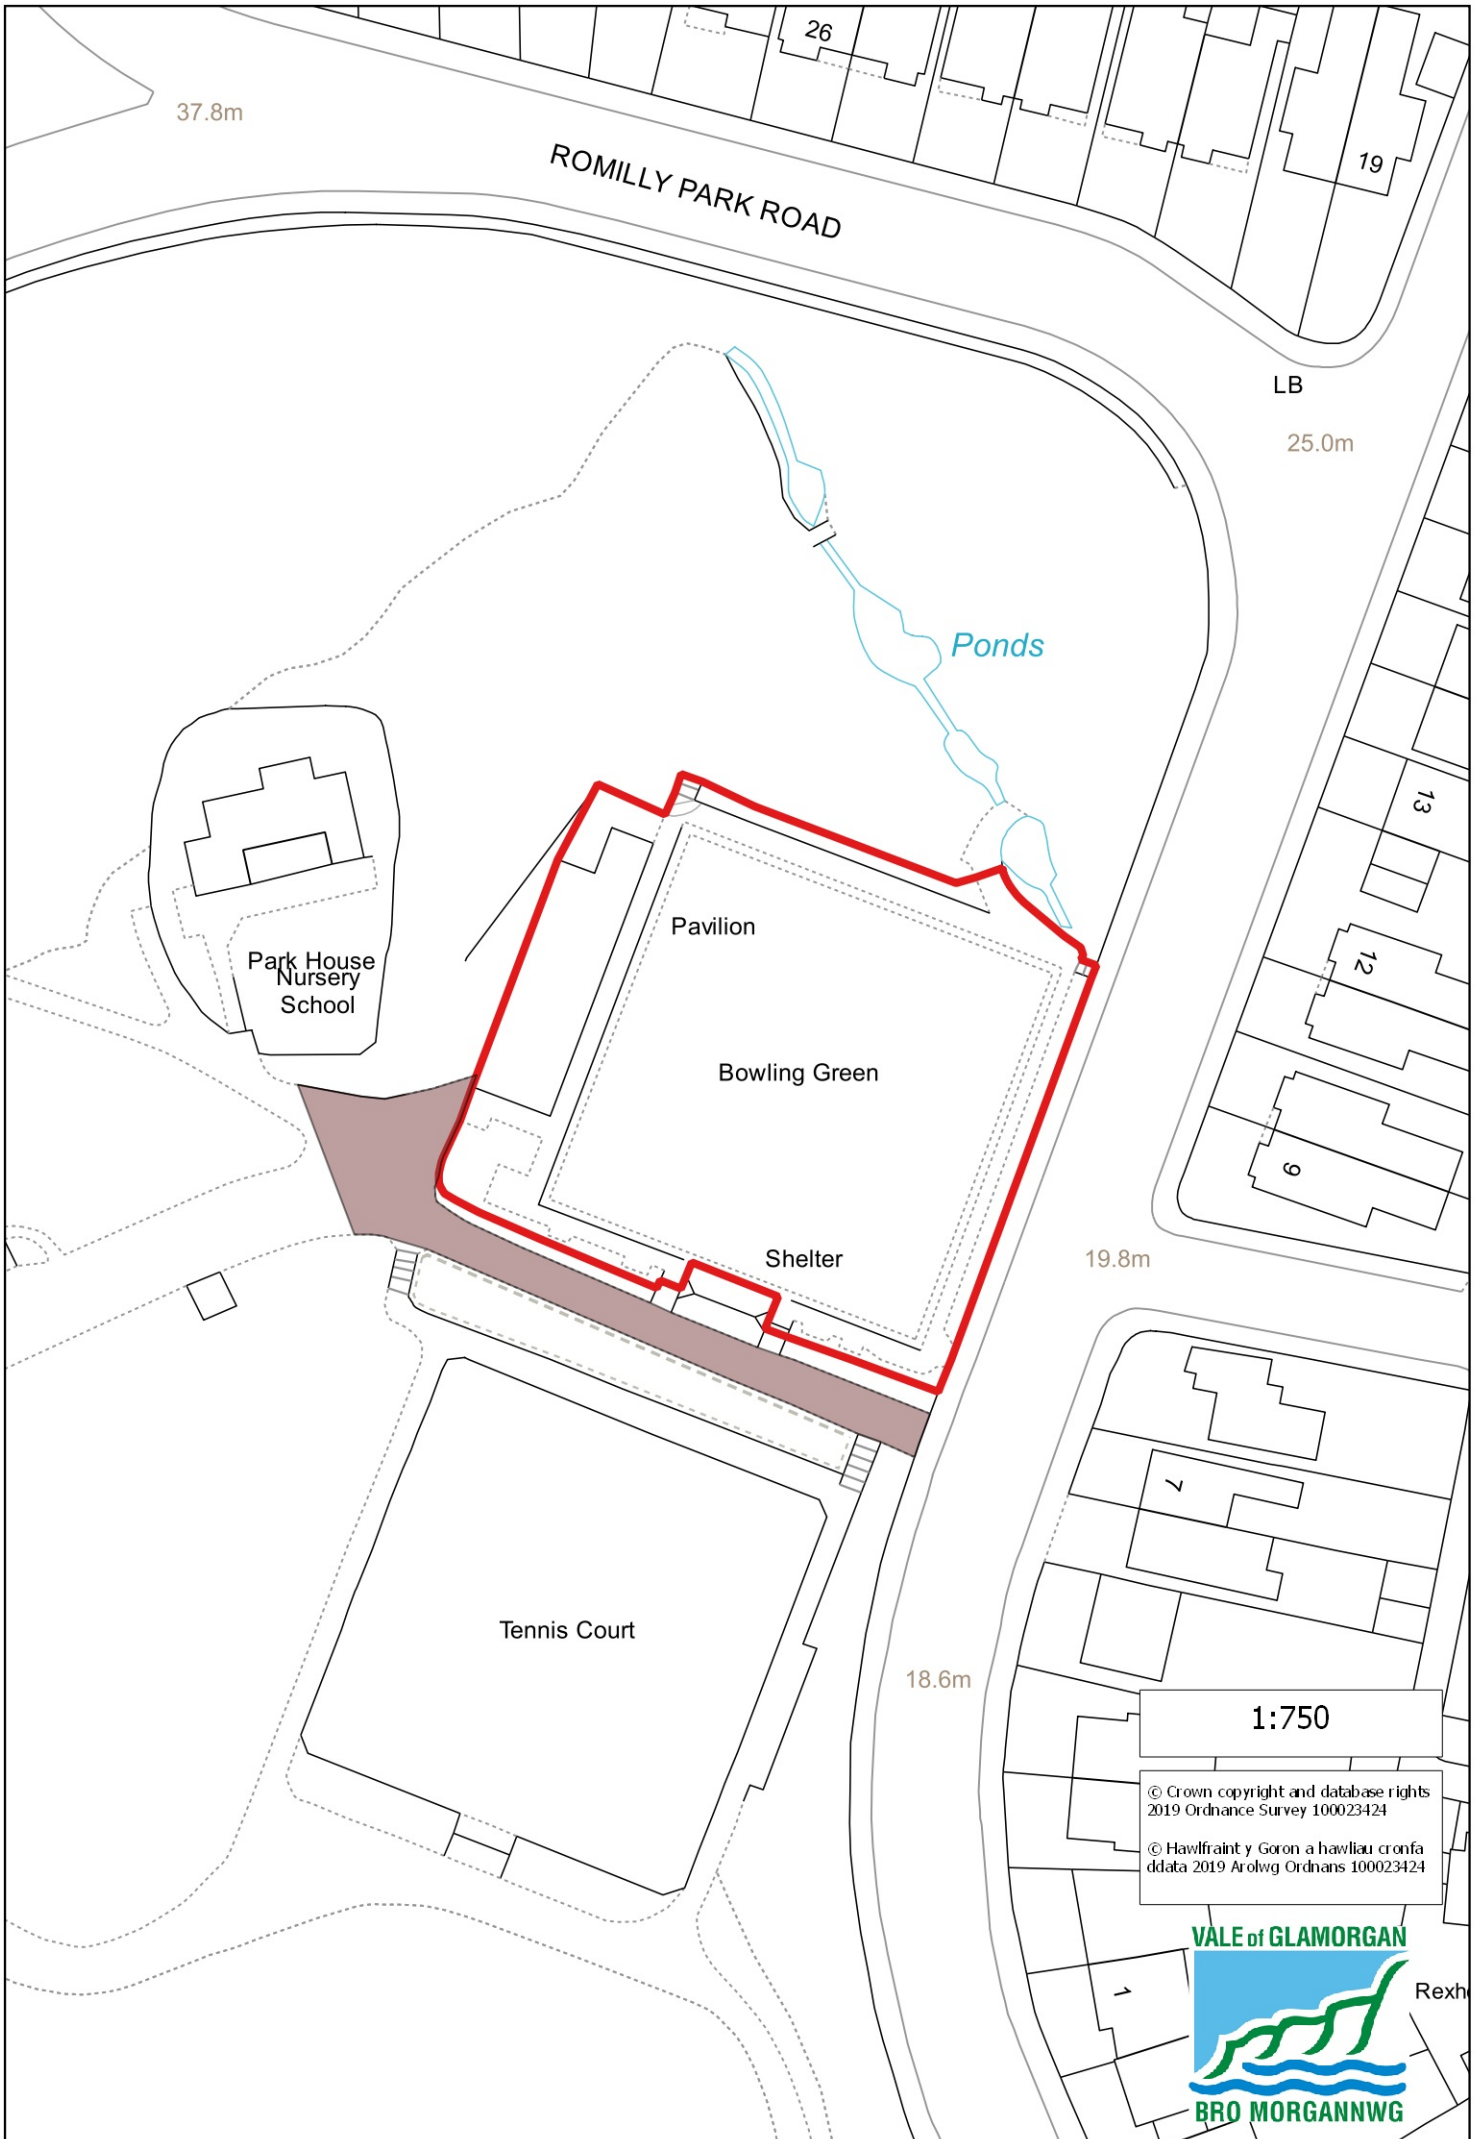 26
37.8m
19
ROMILLY PARK ROAD
LB
25.0m
Ponds
13
Pavilion
12
Park House
Nursery
School
Bowling Green
9
Shelter
19.8m
7
Tennis Court
18.6m
1:750
© Crown copyright and database rights
2019 Ordnance Survey 100023424
© Hawlfraint y Goron a hawliau cronfa
ddata 2019 Arolwg Ordnans 100023424
VALE of GLAMORGAN
1
BRO MORGANNWG